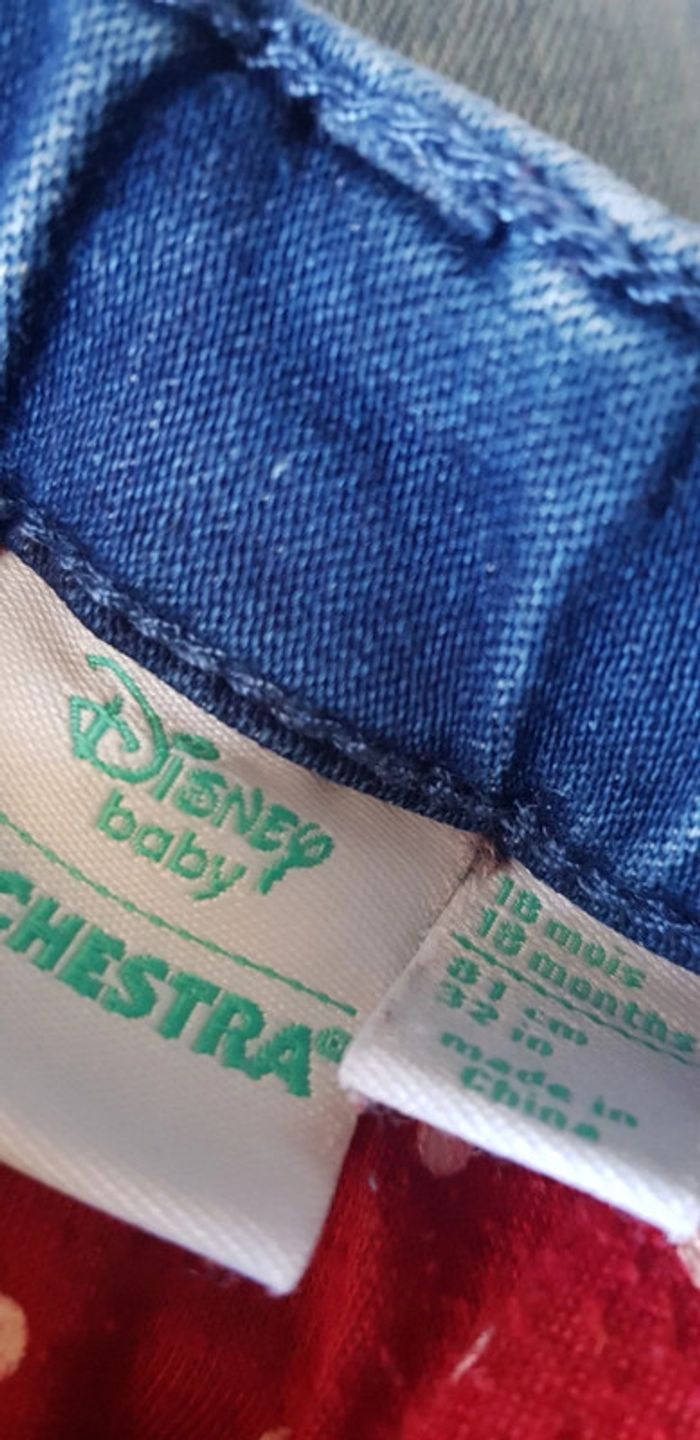 Disney
baby
CHESTRA®
18 mois
18 months
81 cm
32 in
made in
China